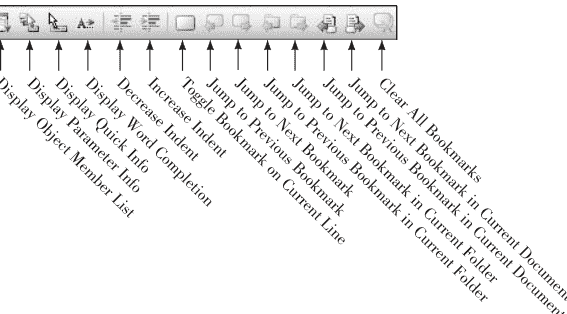 A
Display Object Member List
Display Parameter Info
Display Quick Info
Display Word Completion
Decrease Indent
Increase Indent
Toggle Bookmark on Current Line
Jump to Previous Bookmark
Jump to Next Bookmark
Jump to Previous Bookmark in Current Folder
Jump to Next Bookmark in Current Folder
Jump to Previous Bookmark in Current Document
Jump to Next Bookmark in Current Document
Clear All Bookmarks